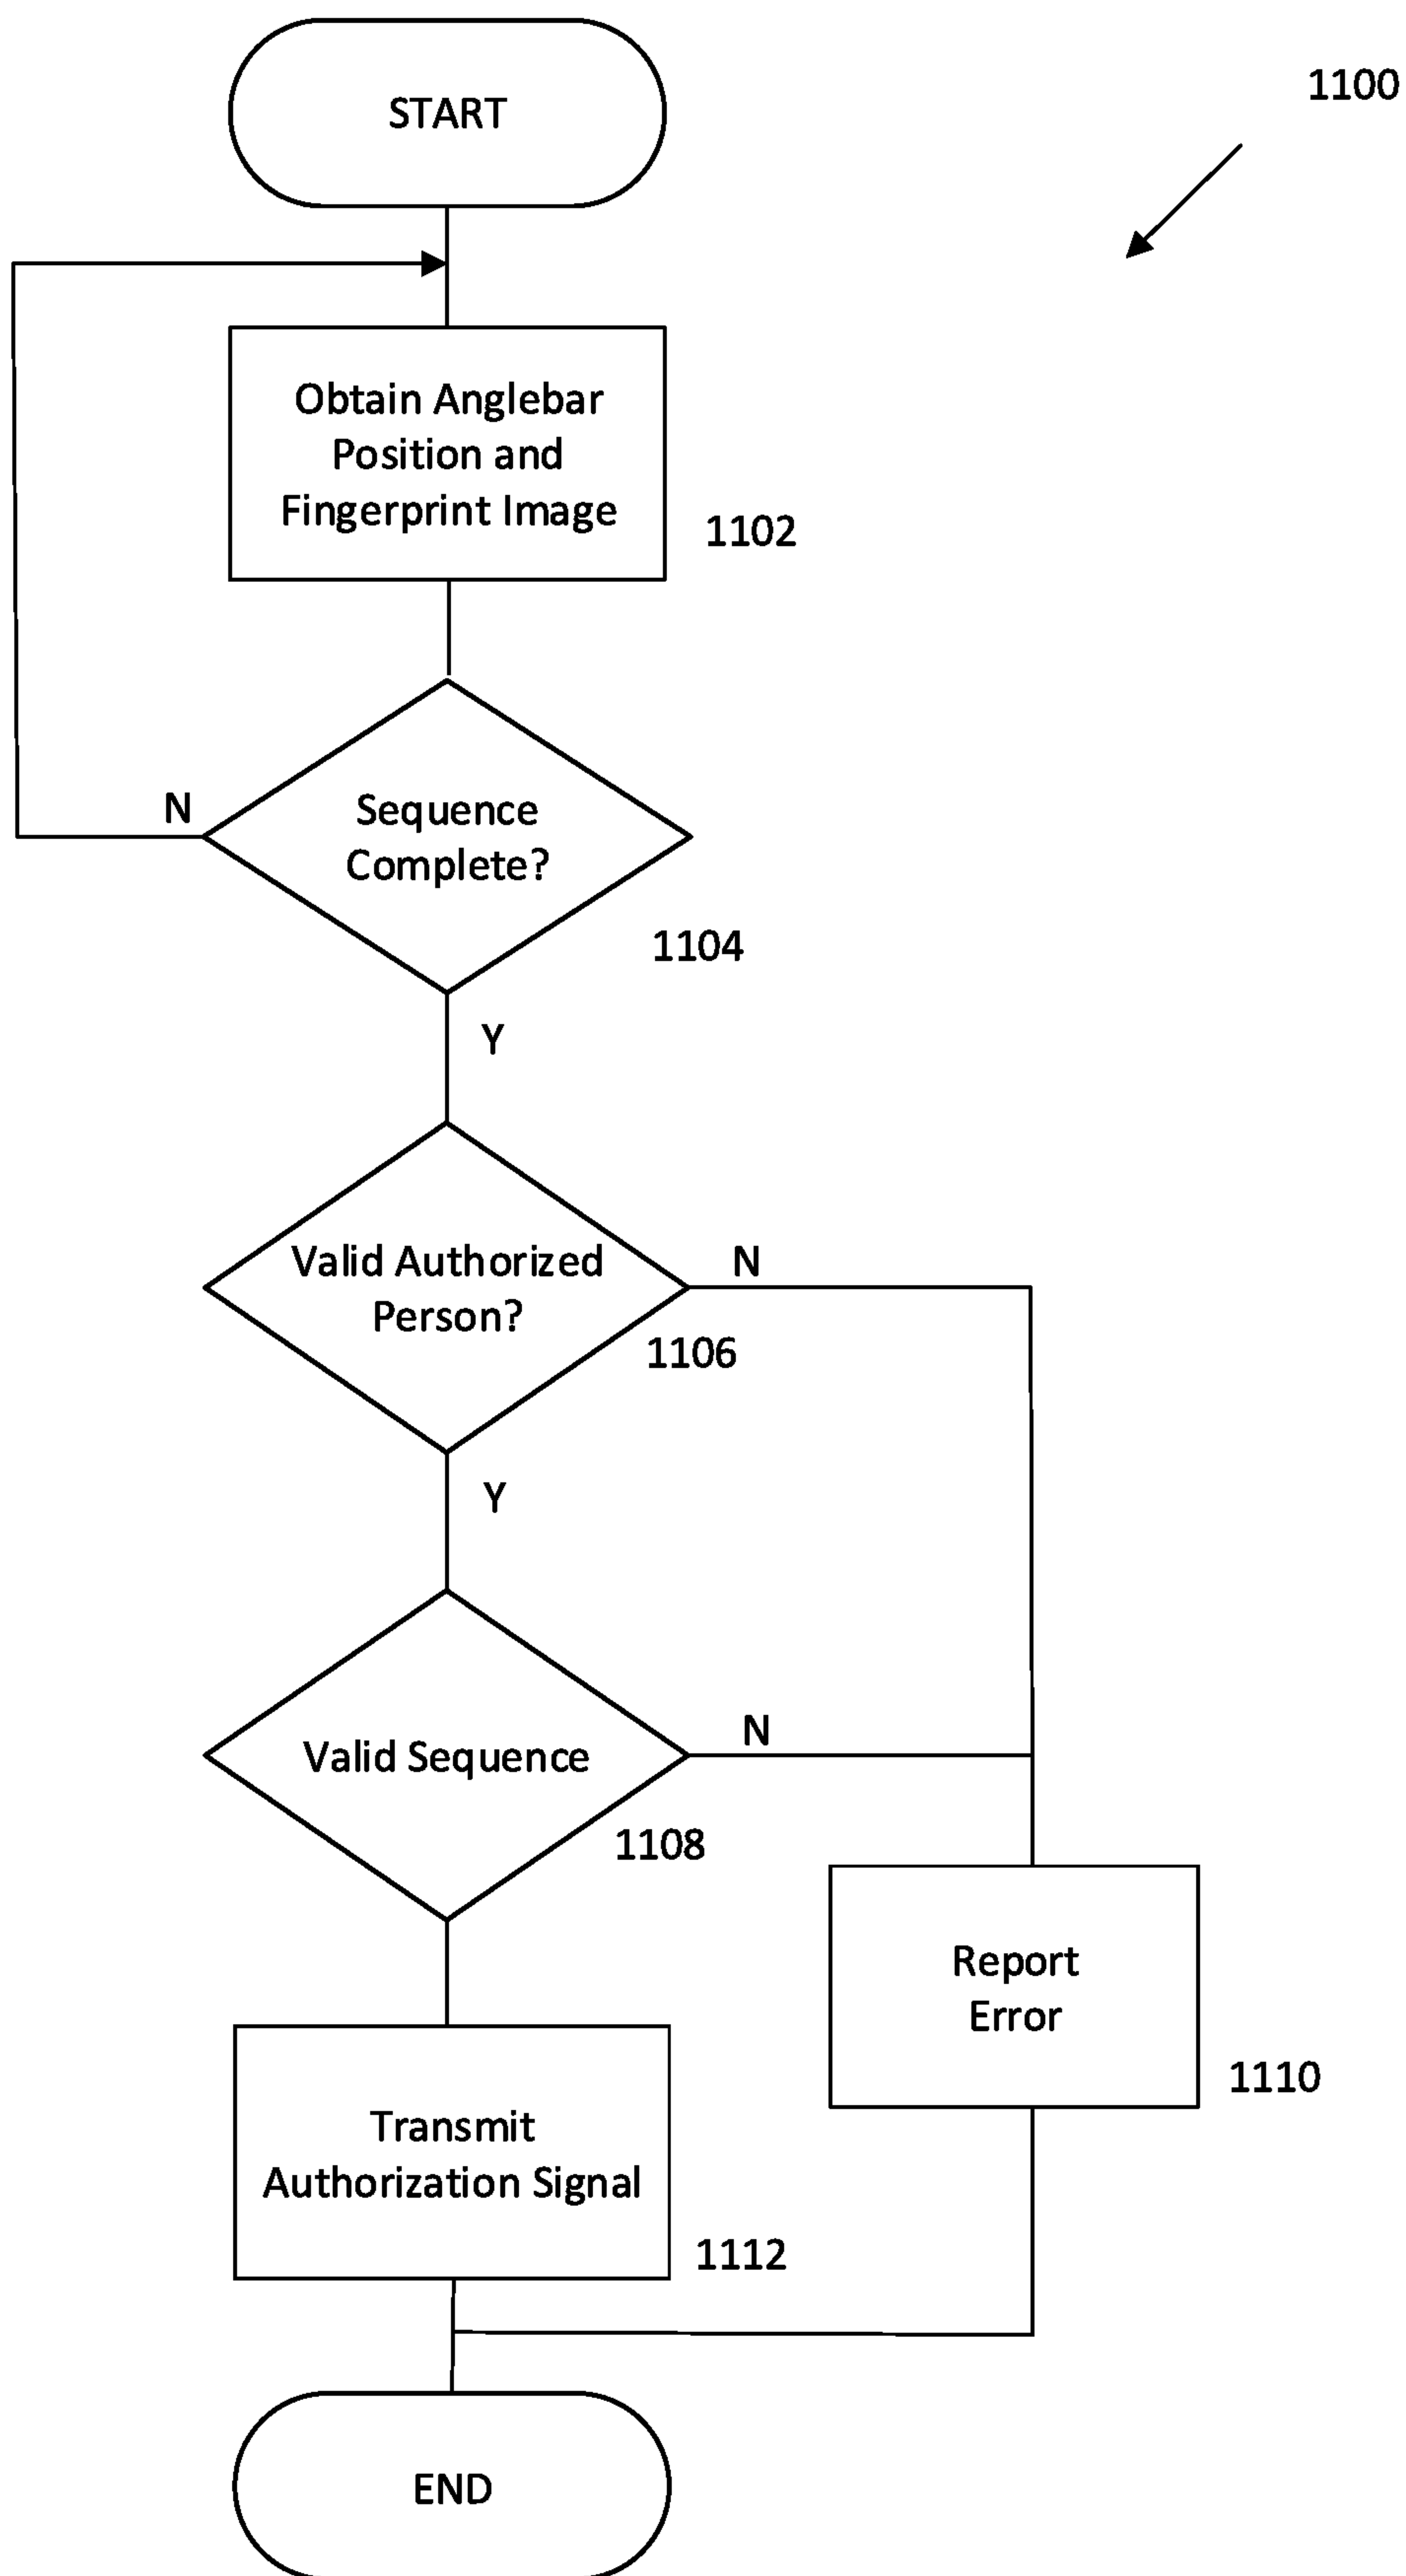 START
1100
Obtain Anglebar
Position and
Fingerprint Image
1102
N
Sequence
Complete?
1104
Y
Valid Authorized
Person?
N
1106
Y
Valid Sequence
N
1108
Report
Error
1110
Transmit
Authorization Signal
1112
END